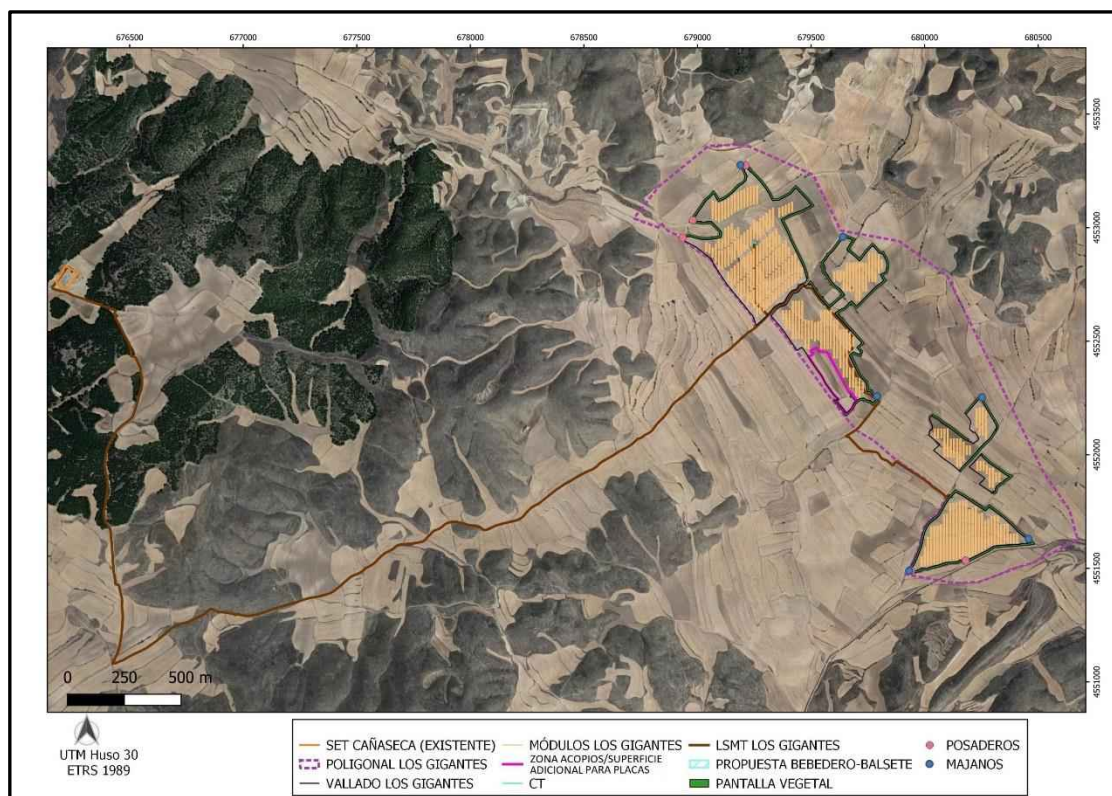 676500 677000 677500 678000 678500 679000 679500 680000 680500
4553500
4553000
4552500
4552000
4551500
4551000
0 250 500 m
UTM Huso 30
ETRS 1989
SET CAÑASECA (EXISTENTE)
POLIGONAL LOS GIGANTES
VALLADO LOS GIGANTES
MÓDULOS LOS GIGANTES
ZONA ACOPIOS/SUPERFICIE
ADICIONAL PARA PLACAS
CT
LSMT LOS GIGANTES
PROPUESTA BEBEDERO-BALSETE
PANTALLA VEGETAL
POSADEROS
MAJANOS